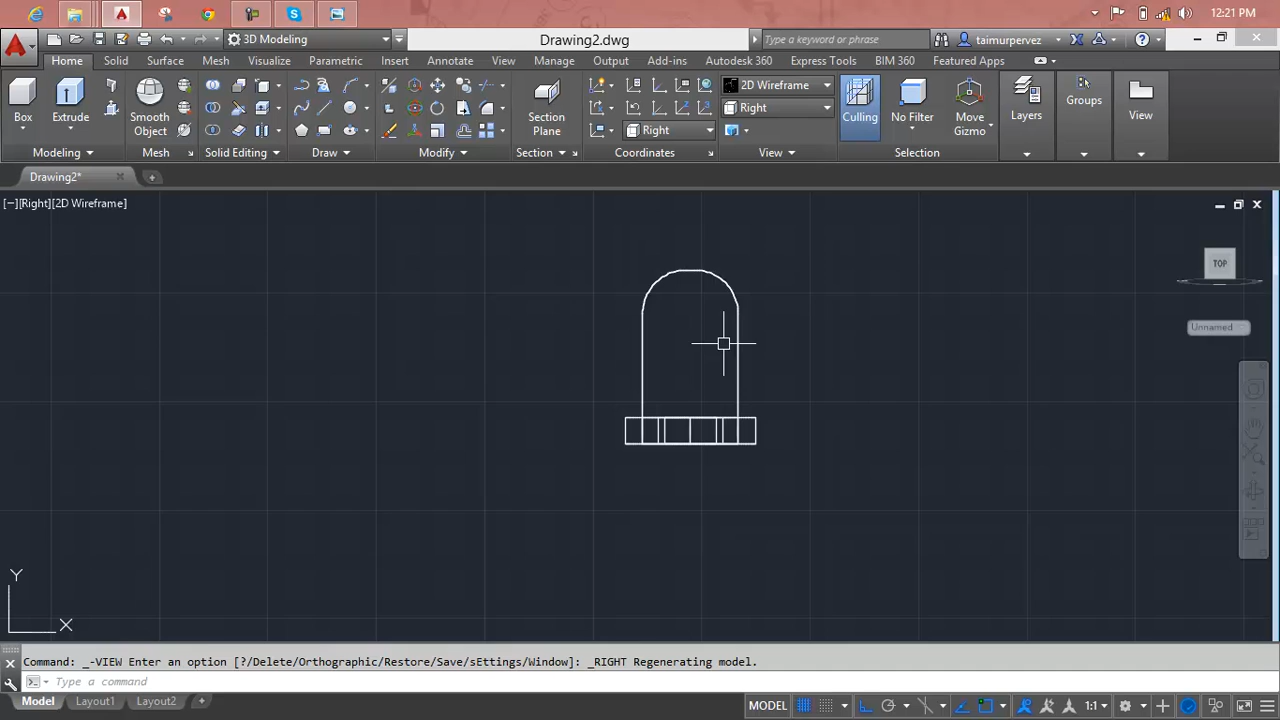 12:21 PM
3D Modeling
Drawing2.dwg
Type a keyword or phrase
taimurpervez
Home Solid Surface Mesh Visualize Parametric Insert Annotate View Manage Output Add-ins Autodesk 360 Express Tools BIM 360 Featured Apps
2D Wireframe
Right
Right
Box Extrude Smooth Object Section Plane Culling No Filter Move Gizmo Layers Groups View
Modeling Mesh Solid Editing Draw Modify Section Coordinates View Selection
Drawing2*
[−][Right][2D Wireframe]
TOP
Unnamed
Y
X
Command: _-VIEW Enter an option [?/Delete/Orthographic/Restore/Save/sEttings/Window]: _RIGHT Regenerating model.
Type a command
Model Layout1 Layout2 +
MODEL 1:1